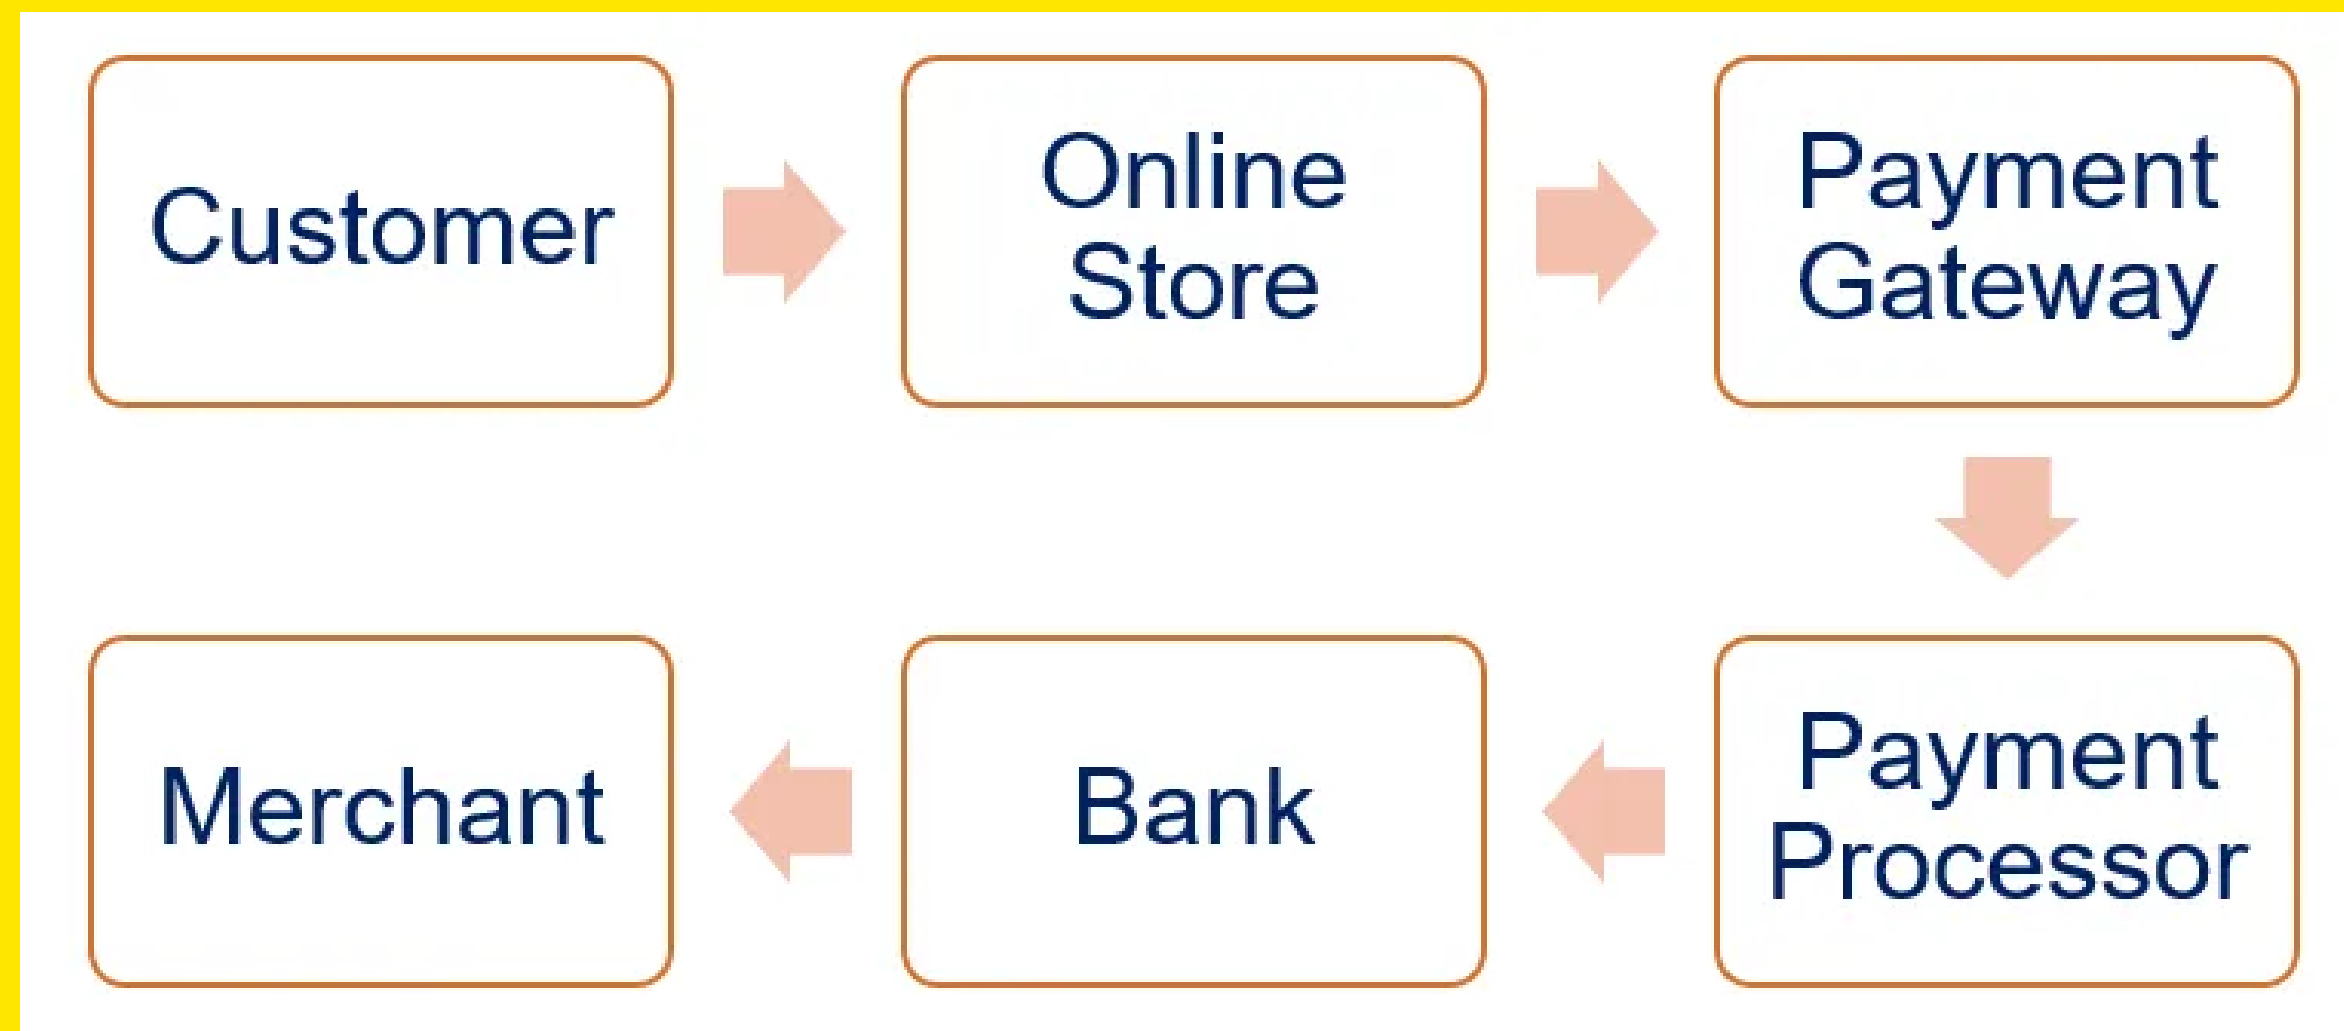 Customer
Online
Store
Payment
Gateway
Payment
Processor
Bank
Merchant